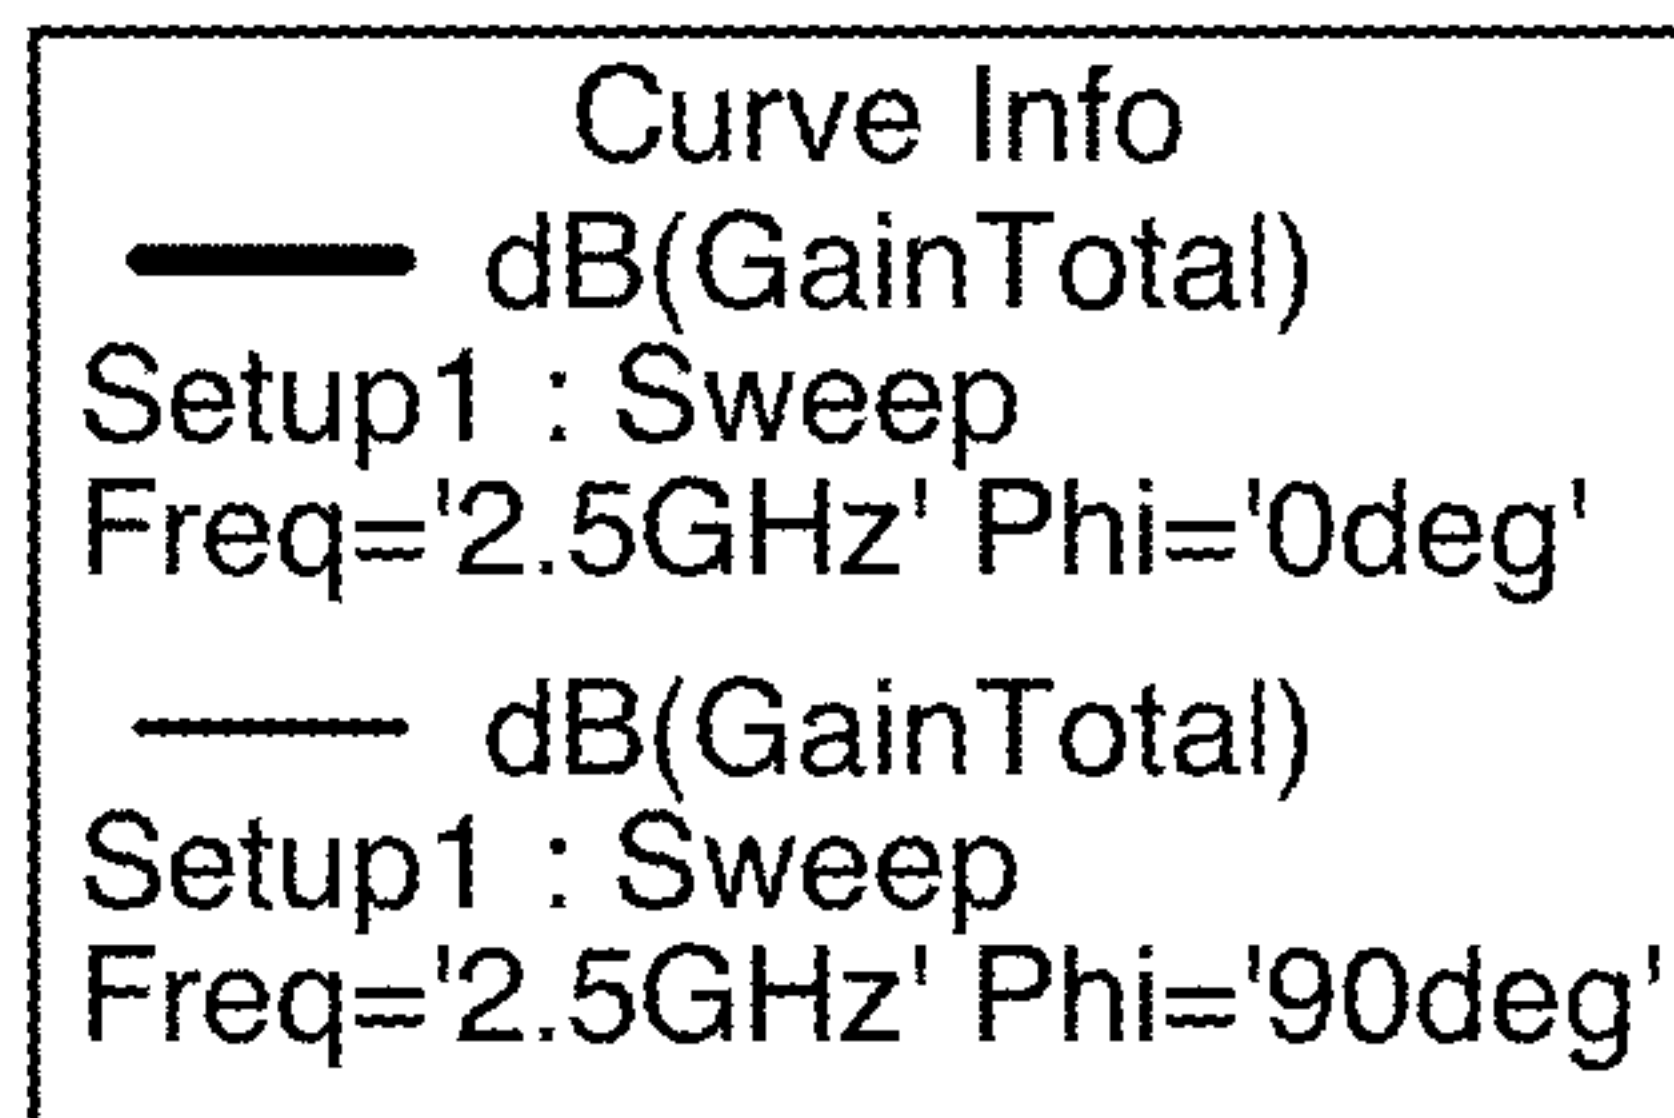 Curve Info
dB(GainTotal)
Setup1 : Sweep
Freq='2.5GHz' Phi='0deg'
dB(GainTotal)
Setup1 : Sweep
Freq='2.5GHz' Phi='90deg'